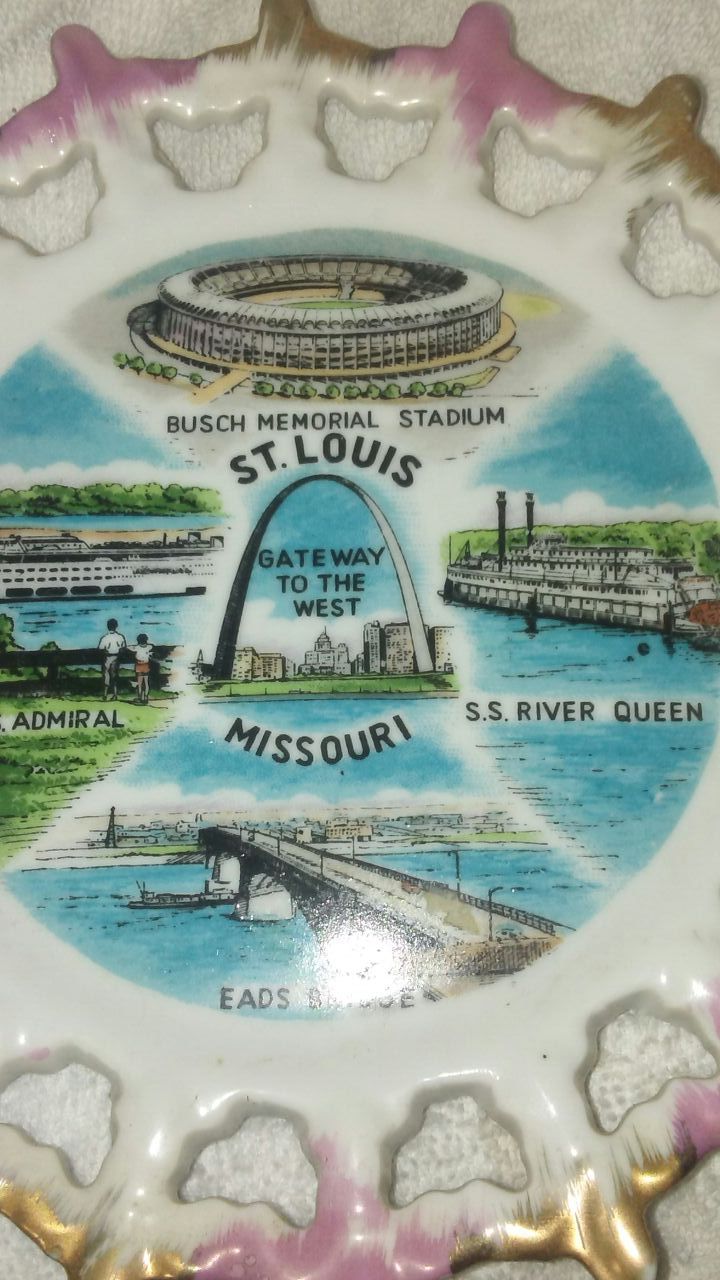 BUSCH MEMORIAL STADIUM
ST. LOUIS
GATEWAY
TO THE
WEST
. ADMIRAL
S.S. RIVER QUEEN
MISSOURI
EADS